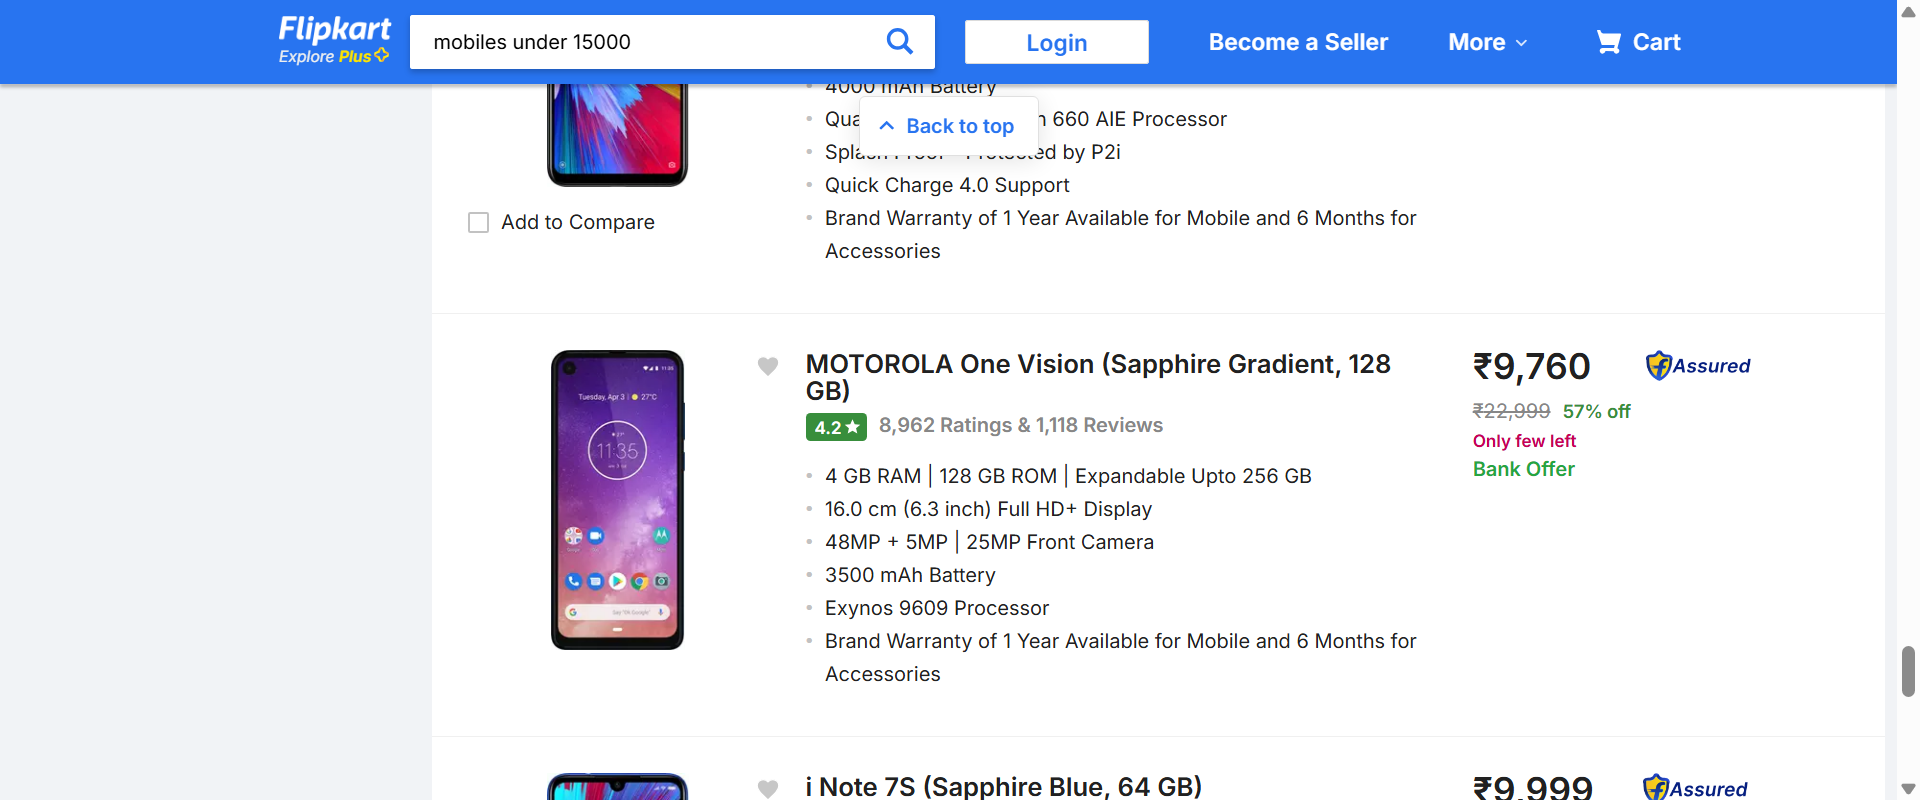 Flipkart
Explore Plus
mobiles under 15000
Login
Become a Seller
More
Cart
4000 mAh Battery
Back to top
660 AIE Processor
by P2i
Quick Charge 4.0 Support
Brand Warranty of 1 Year Available for Mobile and 6 Months for
Accessories
Add to Compare
MOTOROLA One Vision (Sapphire Gradient, 128
GB)
4.2
8,962 Ratings & 1,118 Reviews
4 GB RAM | 128 GB ROM | Expandable Upto 256 GB
16.0 cm (6.3 inch) Full HD+ Display
48MP + 5MP | 25MP Front Camera
3500 mAh Battery
Exynos 9609 Processor
Brand Warranty of 1 Year Available for Mobile and 6 Months for
Accessories
₹9,760
Assured
₹22,999 57% off
Only few left
Bank Offer
Tuesday, Apr 3 | 27°C
11:35
i Note 7S (Sapphire Blue, 64 GB)
₹9,999
Assured